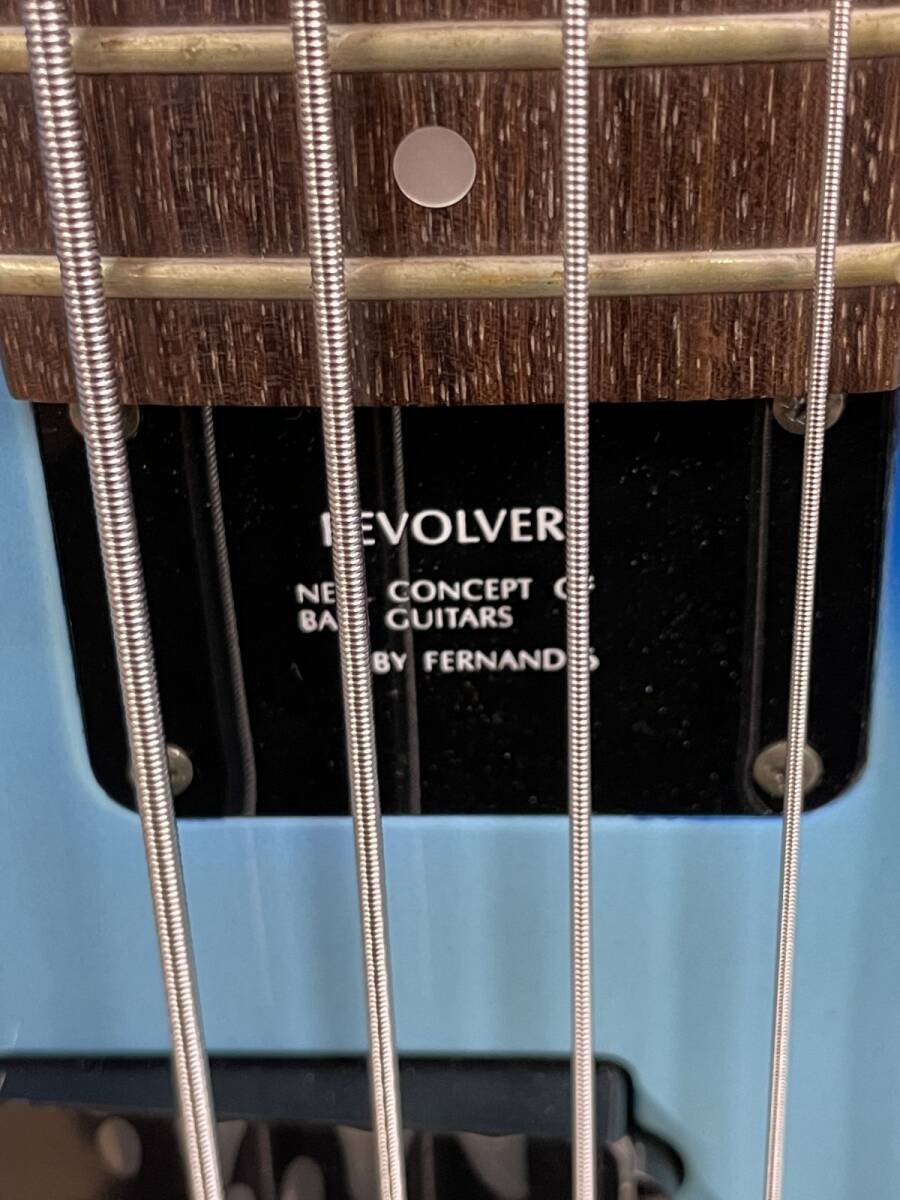 REVOLVER
NEW CONCEPT OF
BASS GUITARS
BY FERNANDES